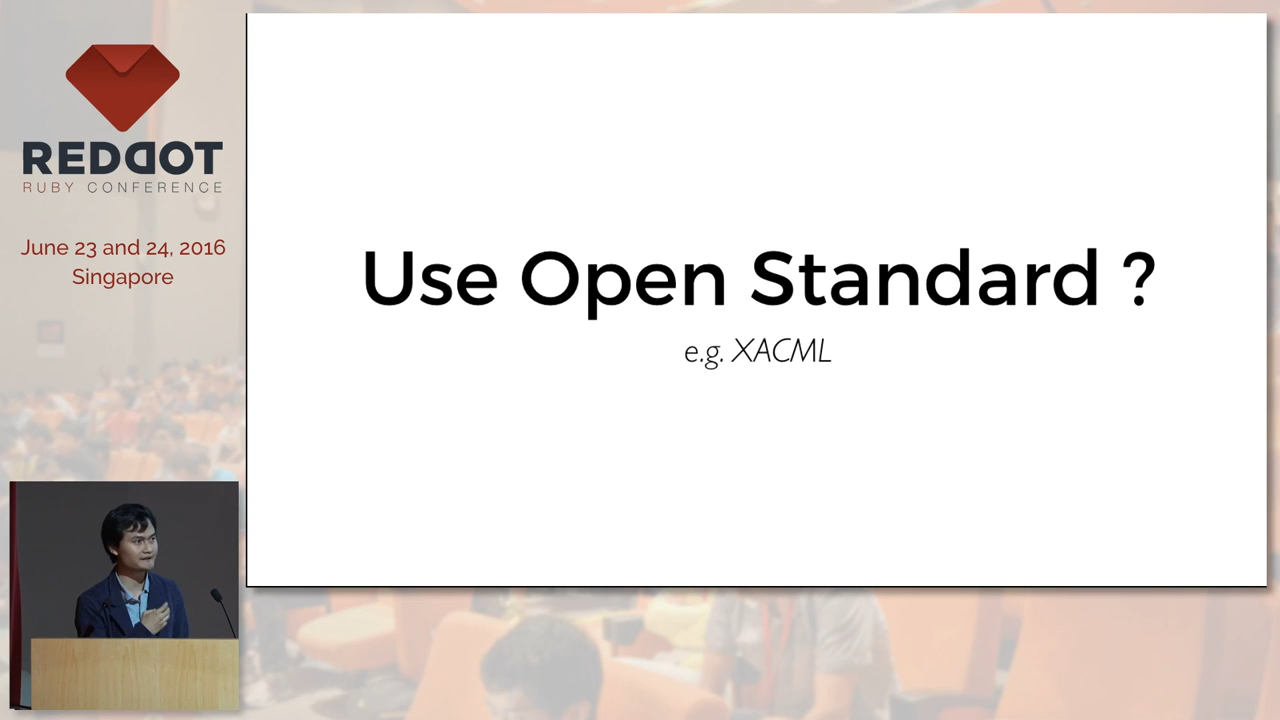 REDDOT
RUBY CONFERENCE
June 23 and 24, 2016
Singapore
Use Open Standard ?
e.g. XACML